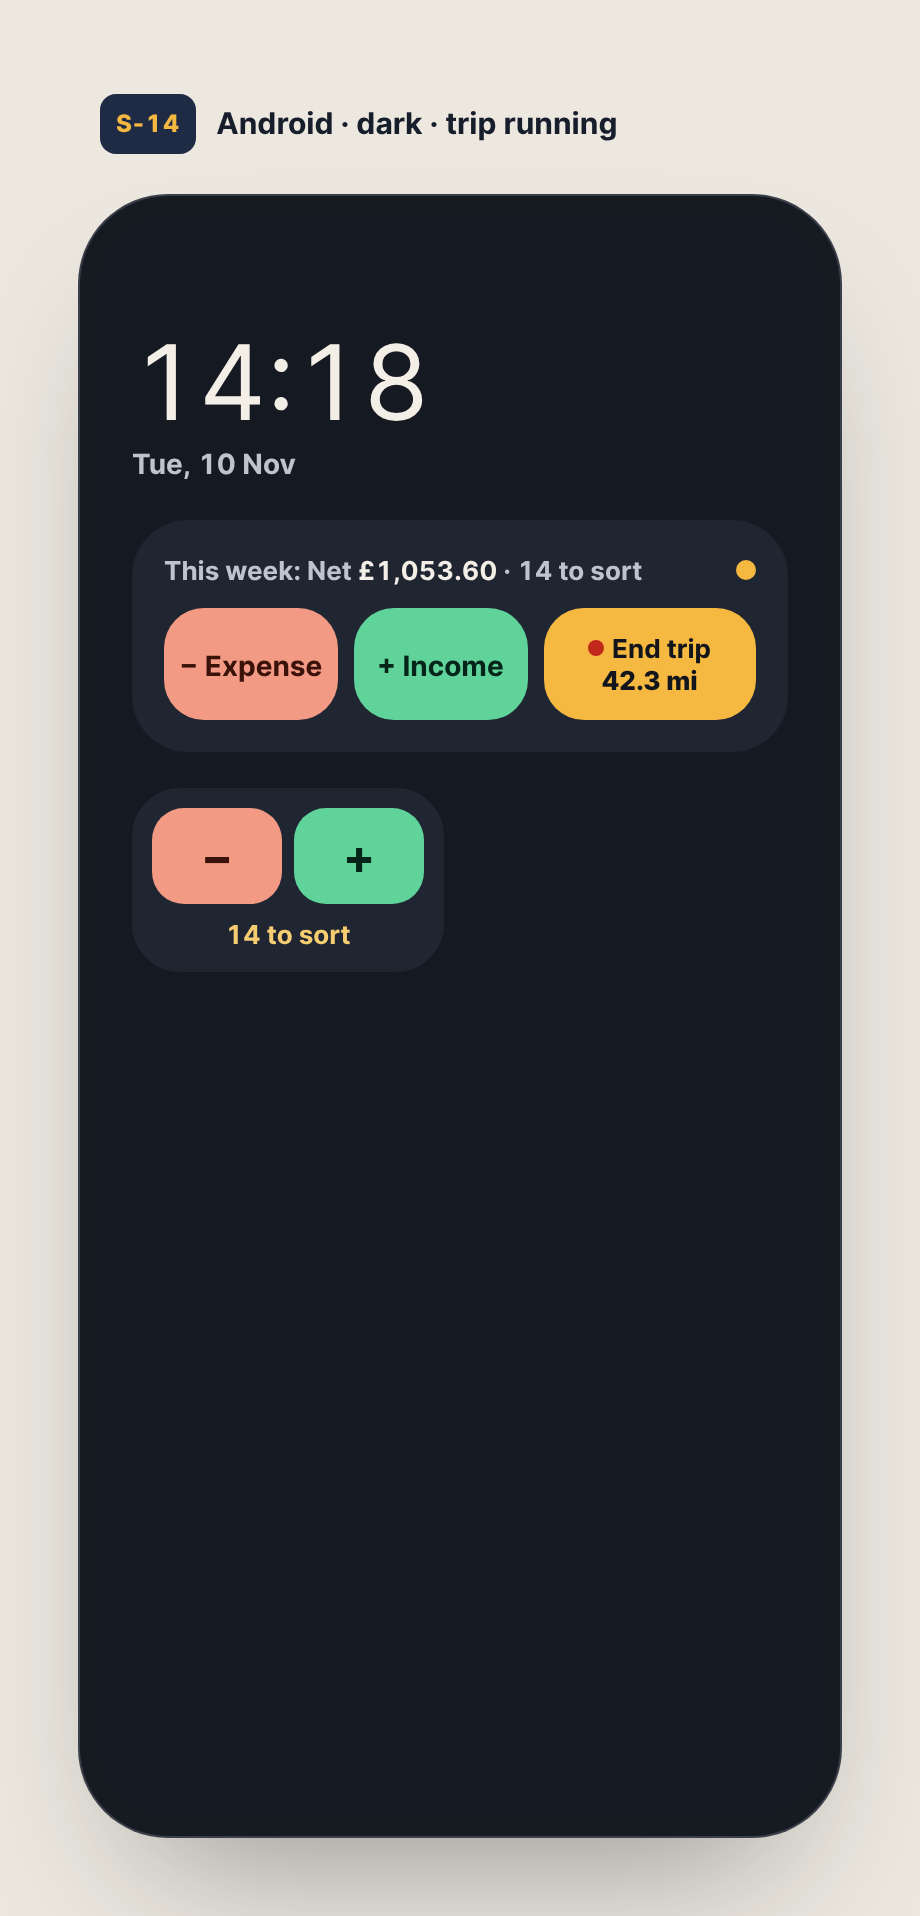 S-14 Android · dark · trip running
14:18
Tue, 10 Nov
This week: Net £1,053.60 · 14 to sort
− Expense
+ Income
End trip
42.3 mi
− +
14 to sort